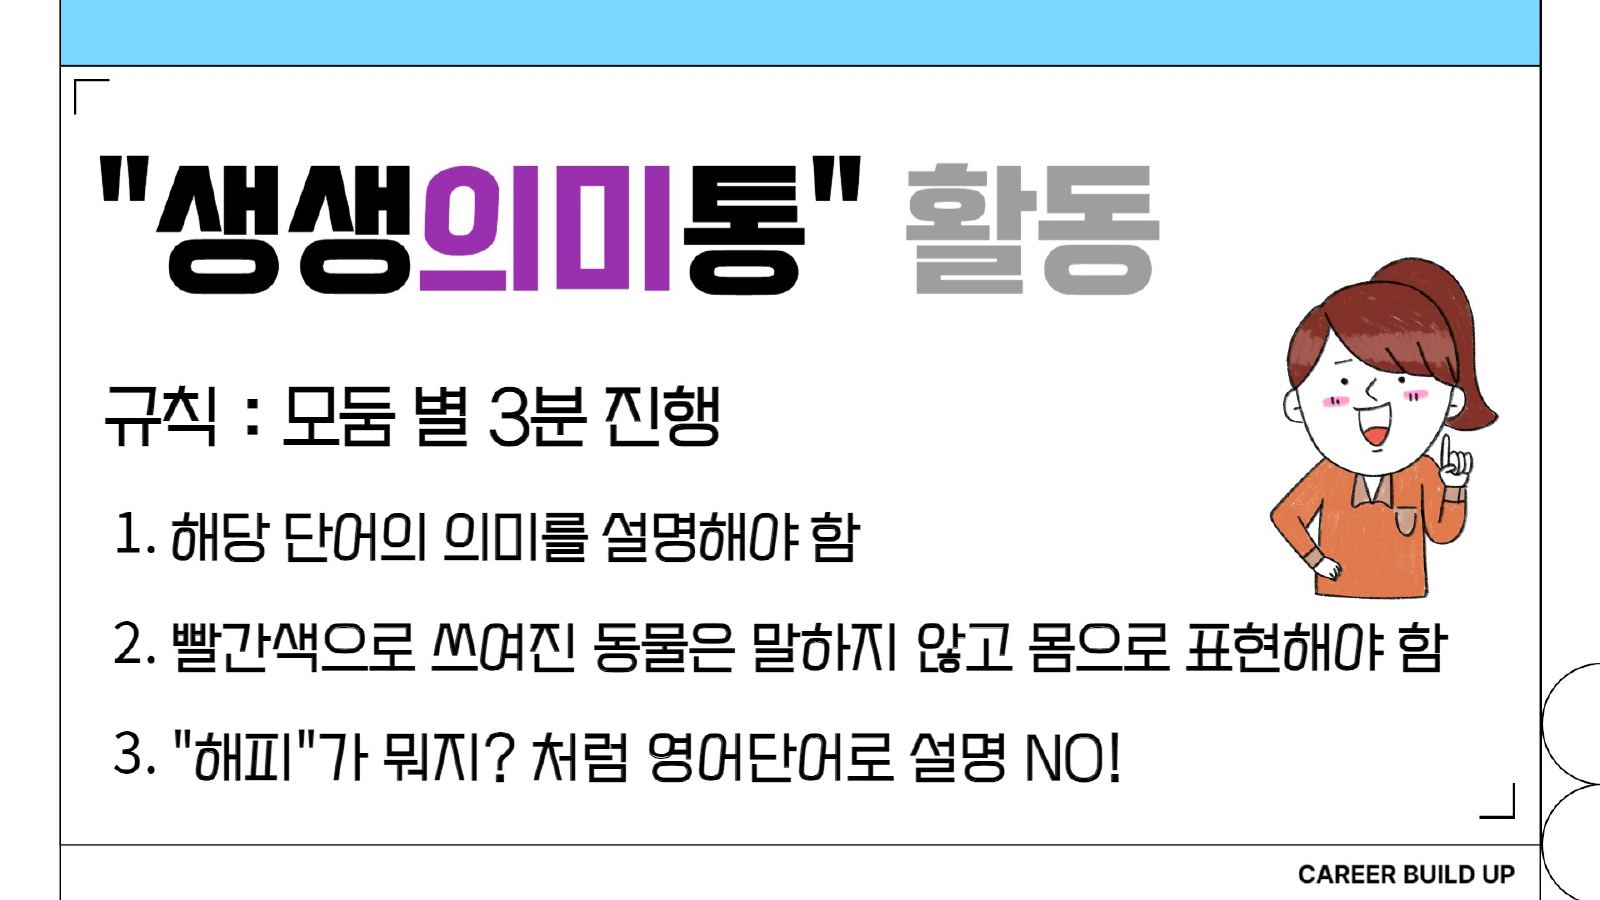 "생생의미통" 활동
규칙 : 모둠 별 3분 진행
1. 해당 단어의 의미를 설명해야 함
2. 빨간색으로 쓰여진 동물은 말하지 않고 몸으로 표현해야 함
3. "해피"가 뭐지? 처럼 영어단어로 설명 NO!
CAREER BUILD UP